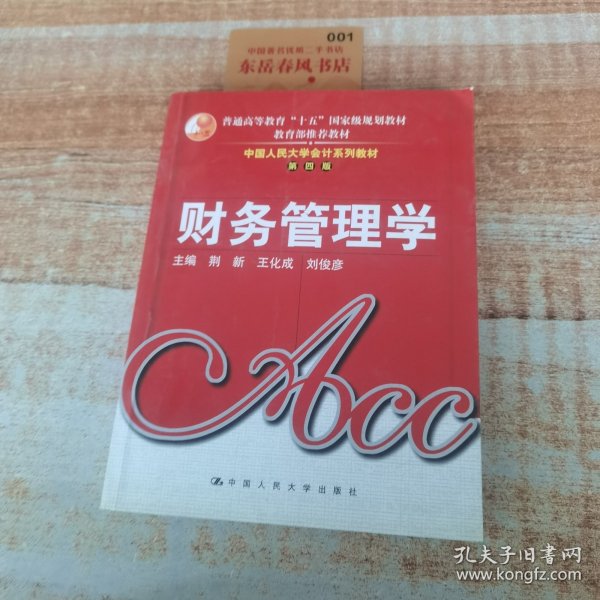 001
中国著名优质二手书店
东岳春风书店
普通高等教育“十五”国家级规划教材
教育部推荐教材
中国人民大学会计系列教材
第四版
财务管理学
主编 荆新 王化成 刘俊彦
Acc
中国人民大学出版社
孔夫子旧书网
www.kongfz.com